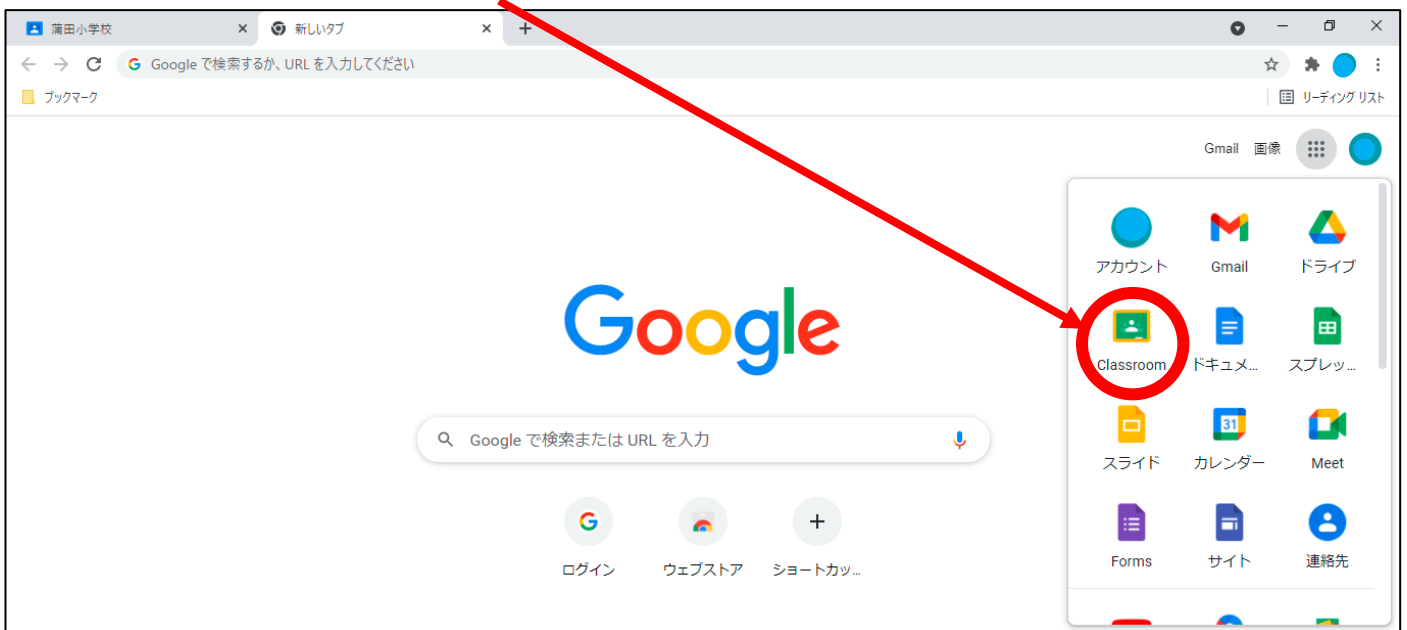 蒲田小学校
新しいタブ
Google で検索するか、URL を入力してください
ブックマーク
リーディング リスト
Gmail 画像
アカウント Gmail ドライブ
Google
Classroom ドキュメ... スプレッ...
31
Google で検索または URL を入力
スライド カレンダー Meet
ログイン ウェブストア ショートカッ...
Forms サイト 連絡先